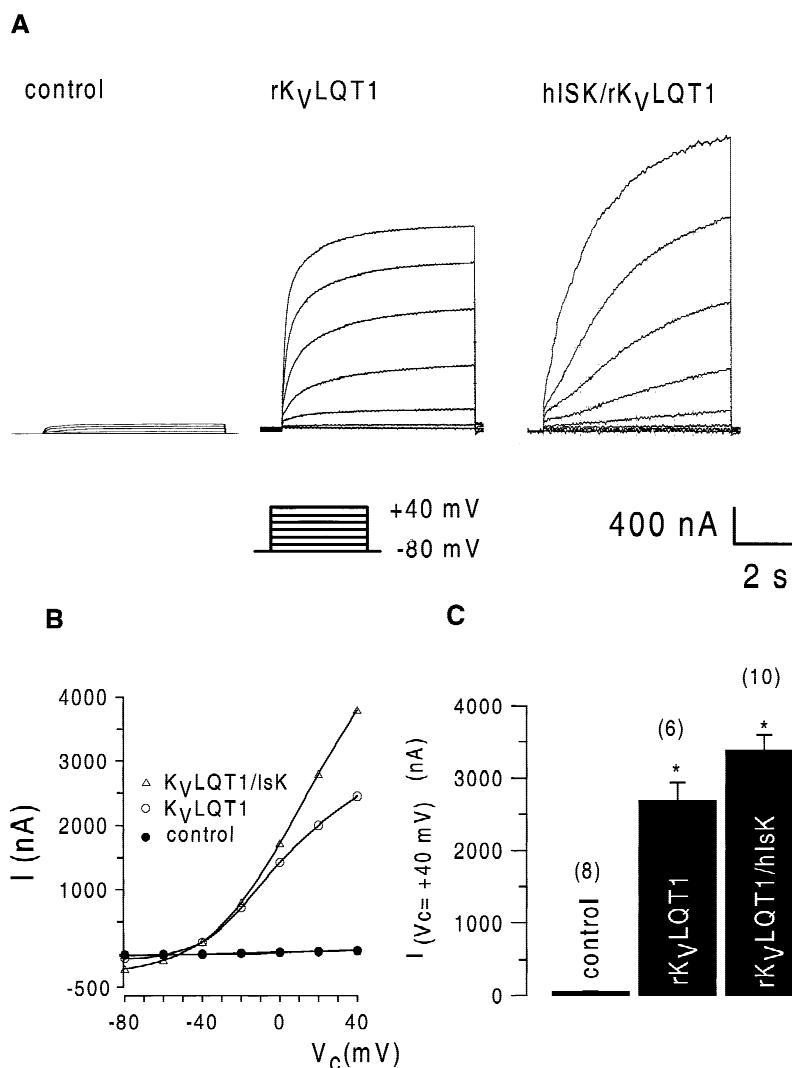 A
control
rKVLQT1
hISK/rKVLQT1
+40 mV
-80 mV
400 nA
2 s
B
4000
3000
2000
1000
-500
I (nA)
KVLQT1/IsK
KVLQT1
control
-80
-40
0
40
Vc(mV)
C
(10)
(6)
(8)
*
*
4000
3000
2000
1000
0
I (Vc= +40 mV) (nA)
control
rKVLQT1
rKVLQT1/hIsK